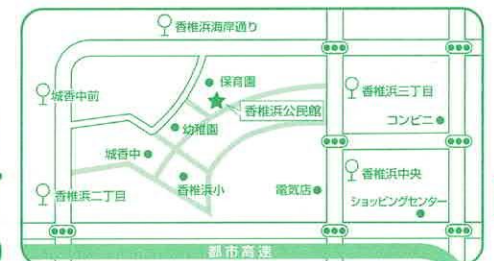 香椎浜海岸通り
保育園
城香中前
香椎浜三丁目
香椎浜公民館
コンビニ
幼稚園
城香中
香椎浜中央
香椎浜二丁目
香椎浜小
電気店
ショッピングセンター
都市高速